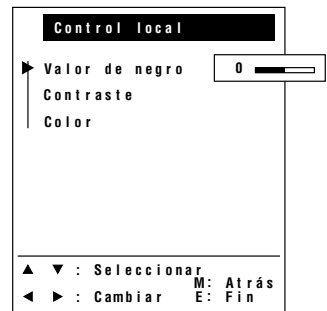 Control local
Valor de negro 0
Contraste
Color
▲ ▼ : Seleccionar
M: Atrás
◀ ▶ : Cambiar E: Fin